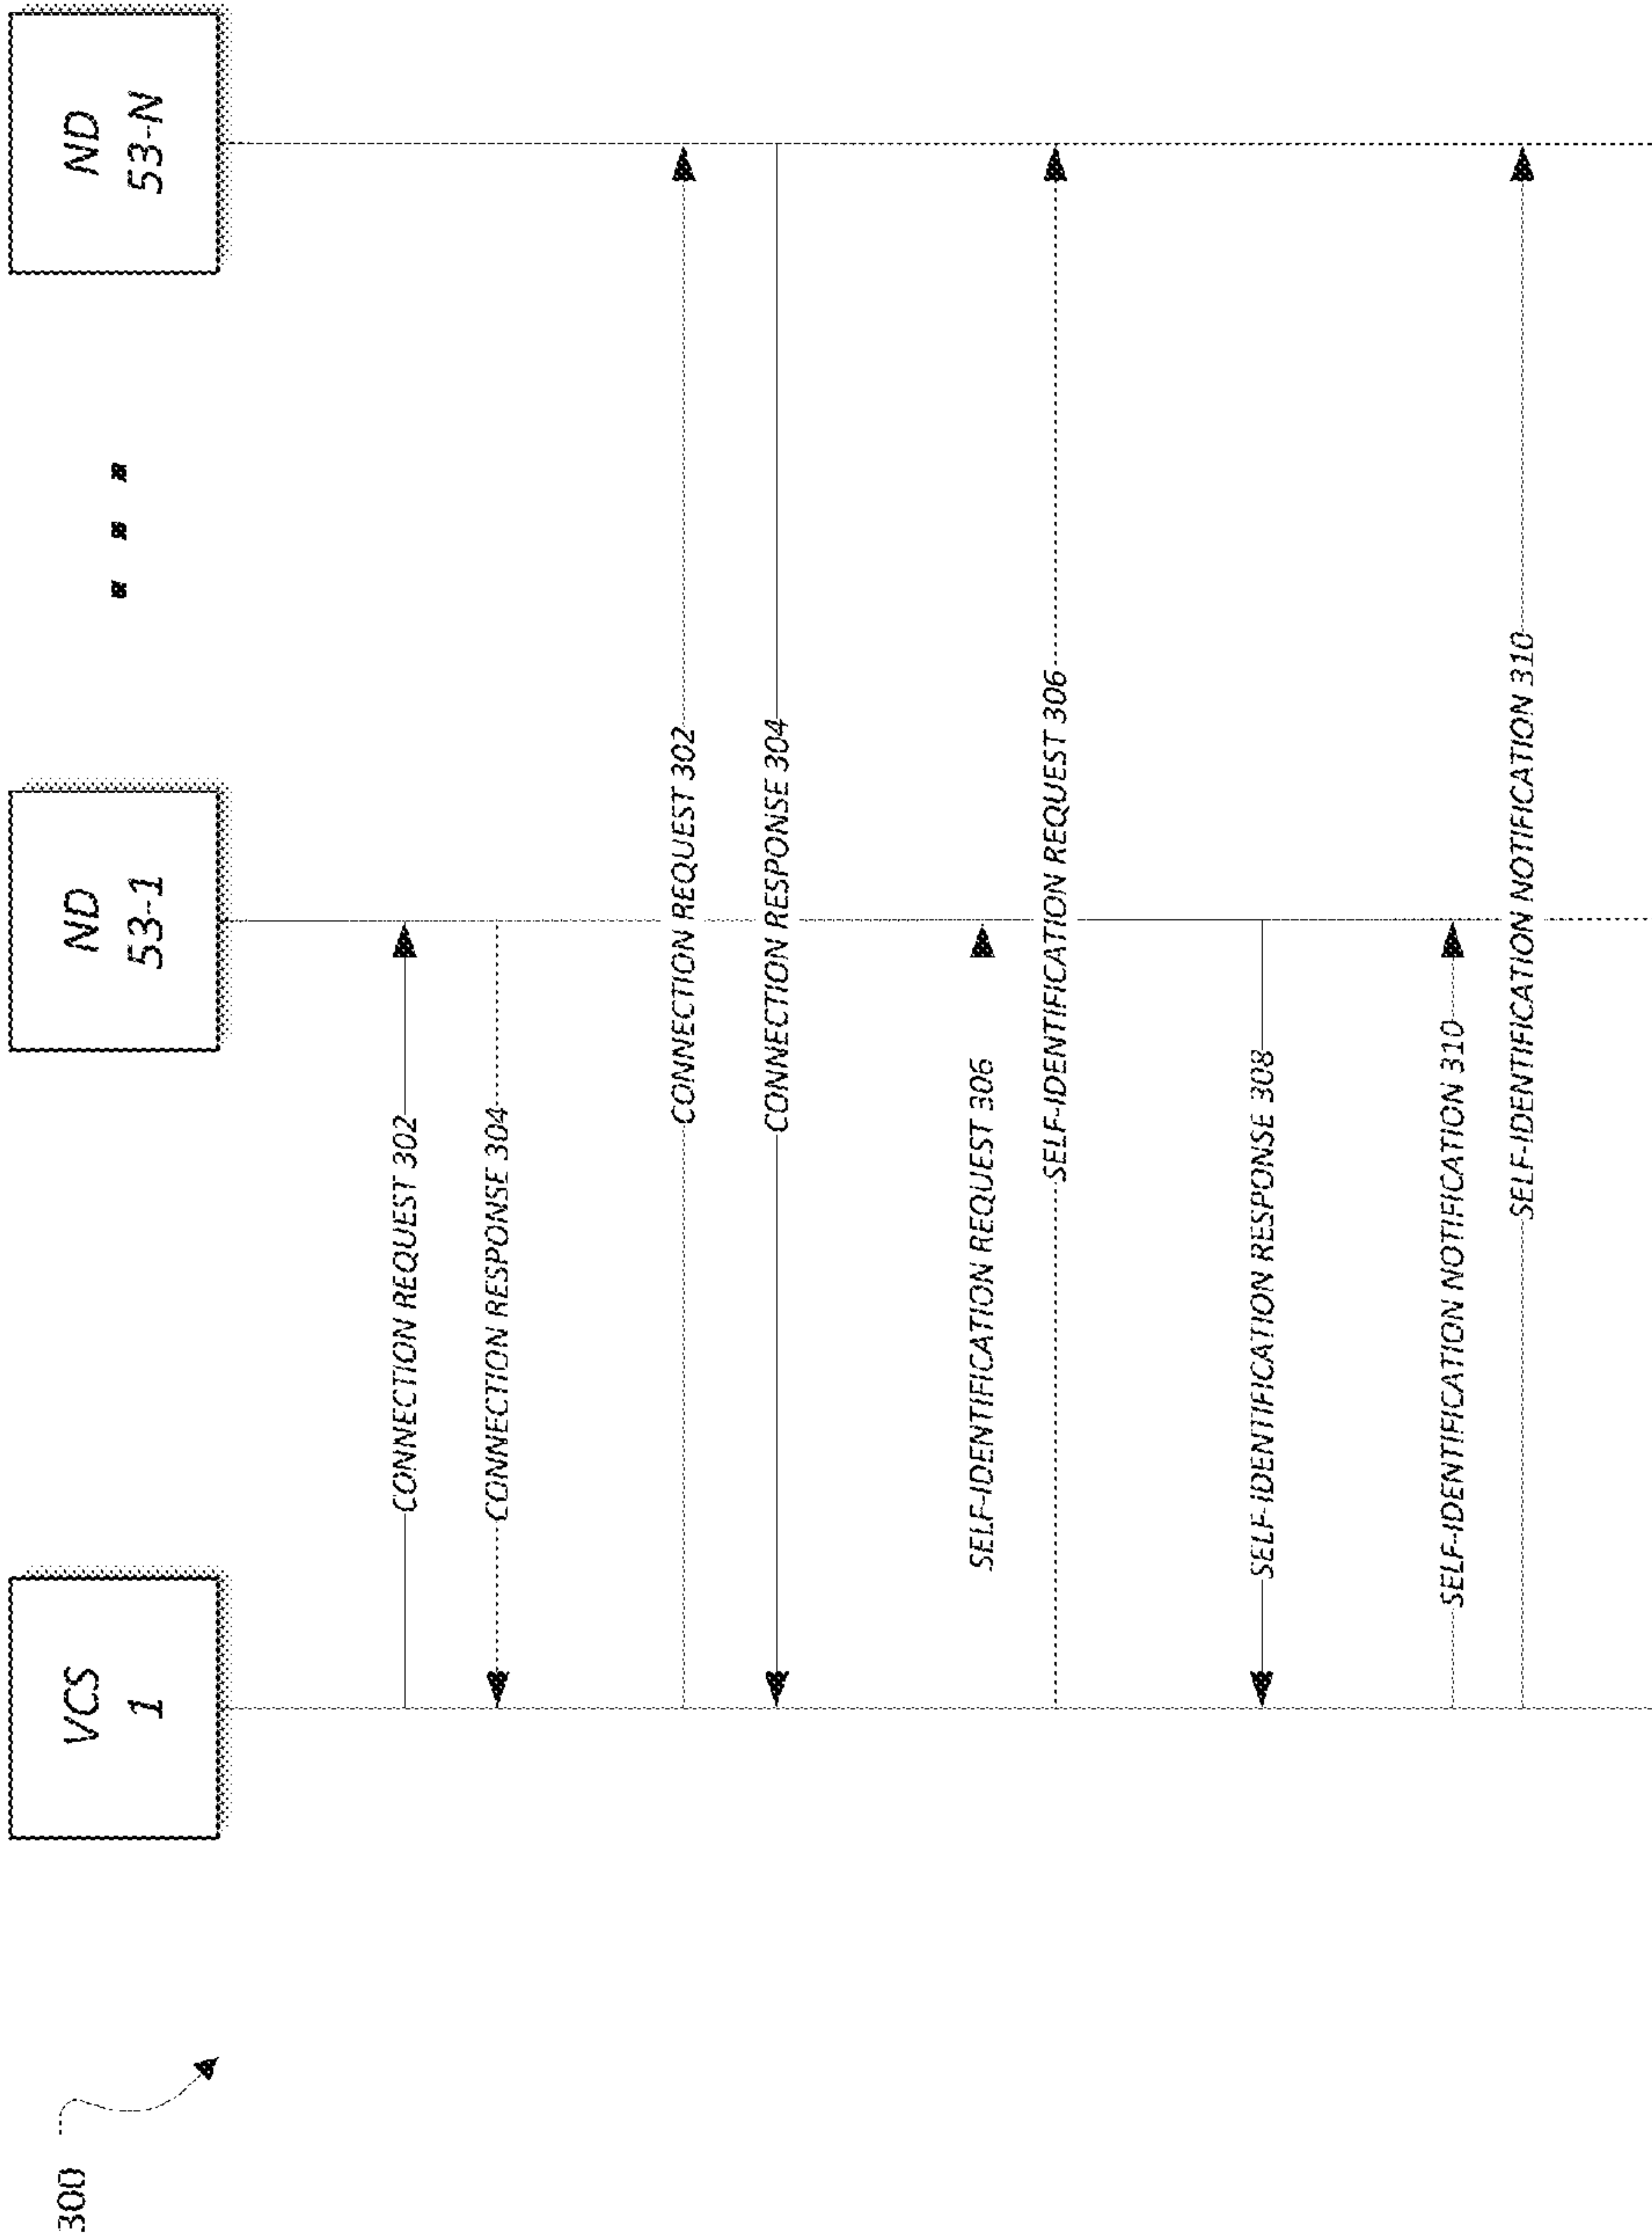 300
VCS
1
ND
53-1
ND
53-N
CONNECTION REQUEST 302
CONNECTION RESPONSE 304
CONNECTION REQUEST 302
CONNECTION RESPONSE 304
SELF-IDENTIFICATION REQUEST 306
SELF-IDENTIFICATION REQUEST 306
SELF-IDENTIFICATION RESPONSE 308
SELF-IDENTIFICATION NOTIFICATION 310
SELF-IDENTIFICATION NOTIFICATION 310